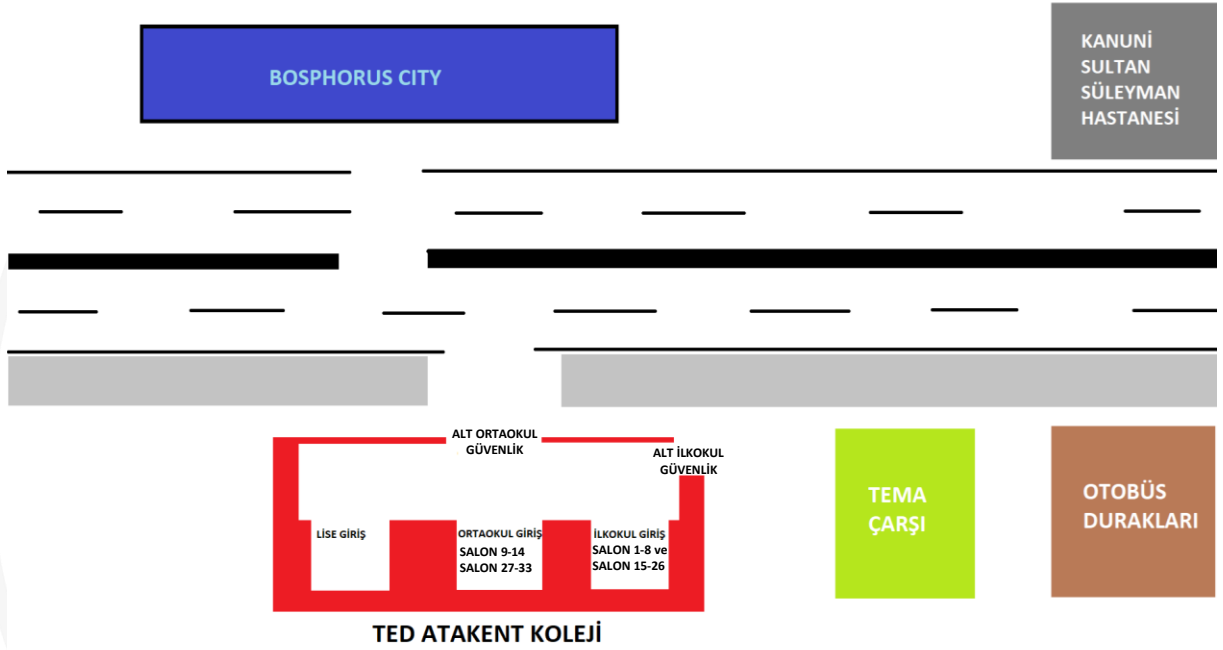 BOSPHORUS CITY
KANUNİ
SULTAN
SÜLEYMAN
HASTANESİ
ALT ORTAOKUL
GÜVENLİK
ALT İLKOKUL
GÜVENLİK
LİSE GİRİŞ
ORTAOKUL GİRİŞ
SALON 9-14
SALON 27-33
İLKOKUL GİRİŞ
SALON 1-8 ve
SALON 15-26
TEMA
ÇARŞI
OTOBÜS
DURAKLARI
TED ATAKENT KOLEJİ